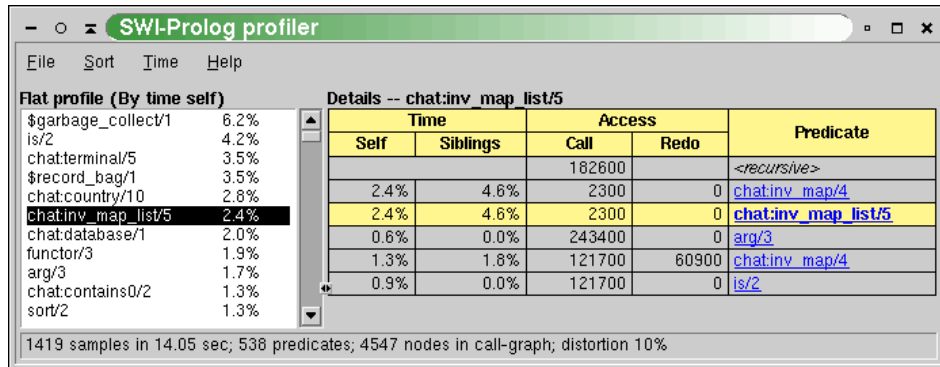 SWI-Prolog profiler
File Sort Time Help
Flat profile (By time self)
$garbage_collect/1 6.2%
is/2 4.2%
chat:terminal/5 3.5%
$record_bag/1 3.5%
chat:country/10 2.8%
chat:inv_map_list/5 2.4%
chat:database/1 2.0%
functor/3 1.9%
arg/3 1.7%
chat:contains0/2 1.3%
sort/2 1.3%
Details -- chat:inv_map_list/5
Time Access Predicate
Self Siblings Call Redo
182600 <recursive>
2.4% 4.6% 2300 0 chat:inv_map/4
2.4% 4.6% 2300 0 chat:inv_map_list/5
0.6% 0.0% 243400 0 arg/3
1.3% 1.8% 121700 60900 chat:inv_map/4
0.9% 0.0% 121700 0 is/2
1419 samples in 14.05 sec; 538 predicates; 4547 nodes in call-graph; distortion 10%